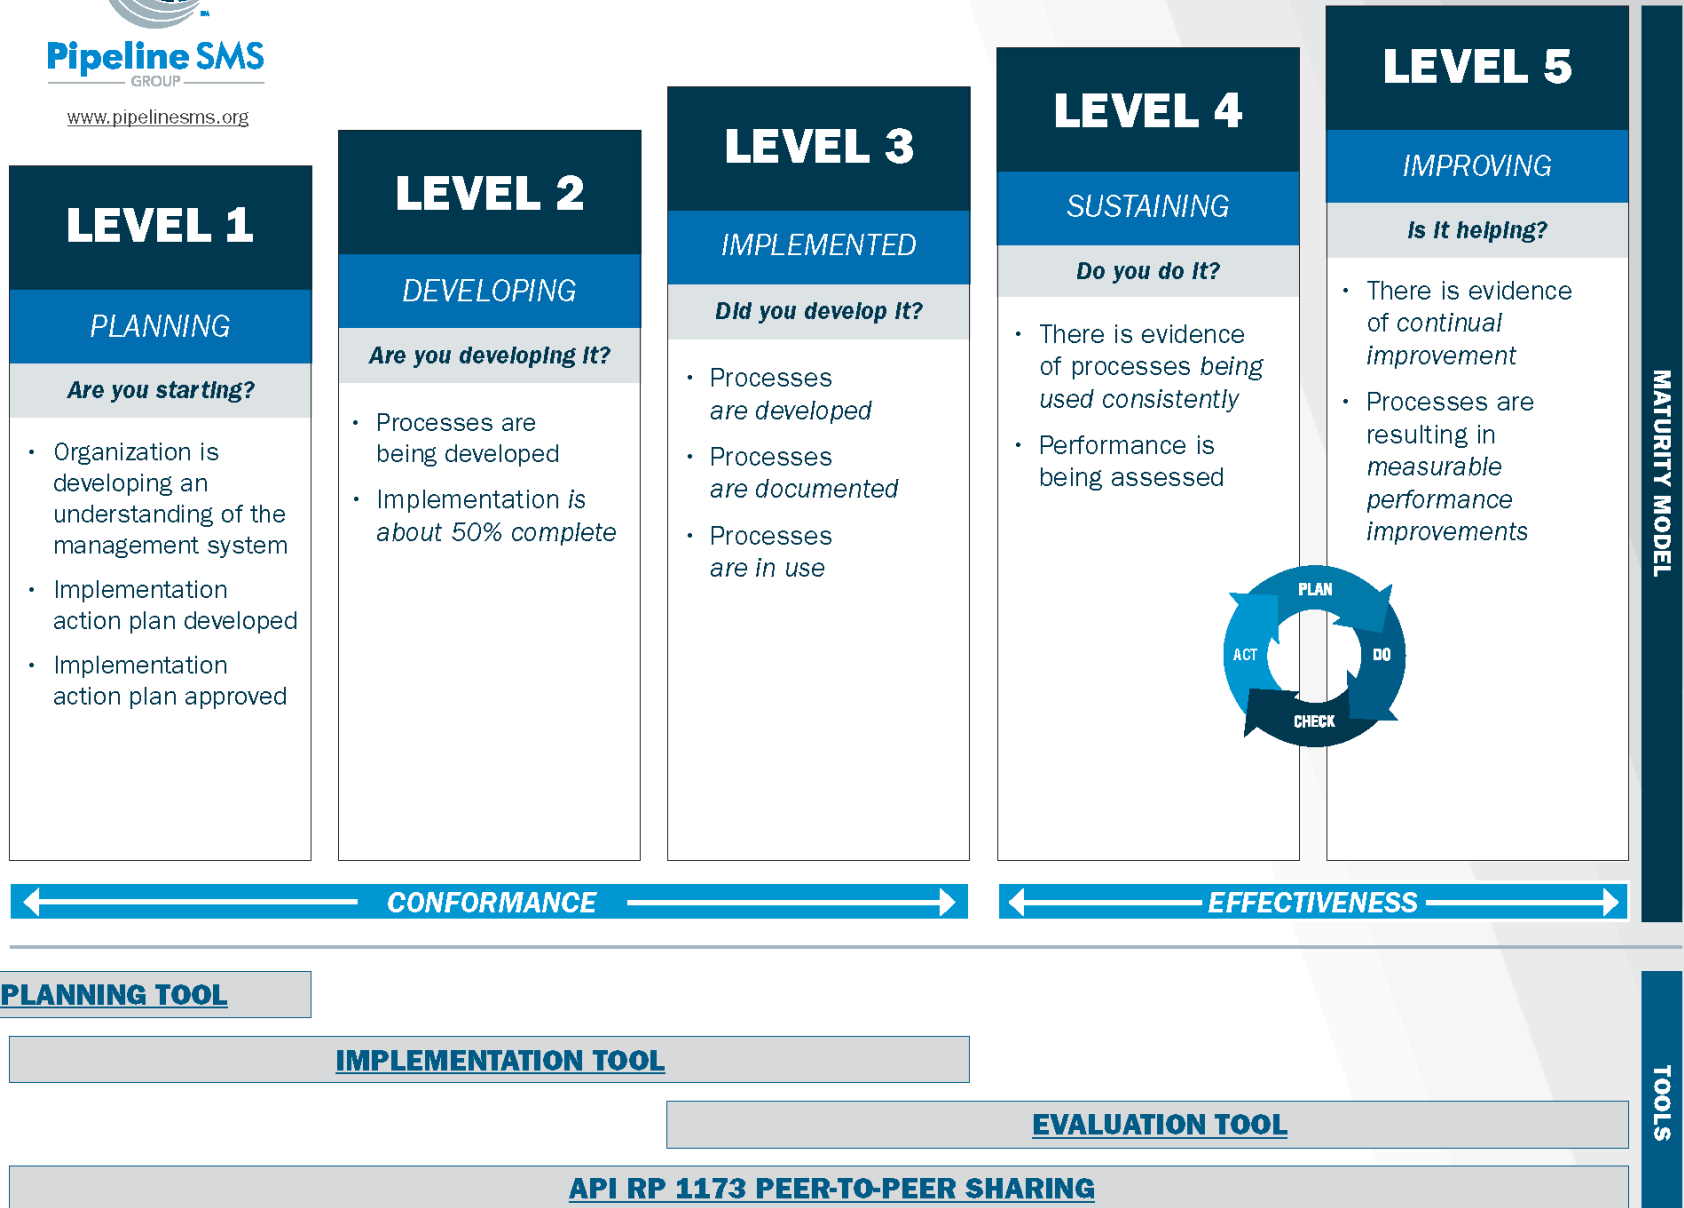 SM
Pipeline SMS
GROUP
www.pipelinesms.org
LEVEL 1
PLANNING
Are you starting?
• Organization is
developing an
understanding of the
management system
• Implementation
action plan developed
• Implementation
action plan approved
LEVEL 2
DEVELOPING
Are you developing it?
• Processes are
being developed
• Implementation is
about 50% complete
LEVEL 3
IMPLEMENTED
Did you develop it?
• Processes
are developed
• Processes
are documented
• Processes
are in use
LEVEL 4
SUSTAINING
Do you do it?
• There is evidence
of processes being
used consistently
• Performance is
being assessed
LEVEL 5
IMPROVING
Is it helping?
• There is evidence
of continual
improvement
• Processes are
resulting in
measurable
performance
improvements
PLAN
DO
CHECK
ACT
MATURITY MODEL
CONFORMANCE
EFFECTIVENESS
PLANNING TOOL
IMPLEMENTATION TOOL
EVALUATION TOOL
API RP 1173 PEER-TO-PEER SHARING
TOOLS